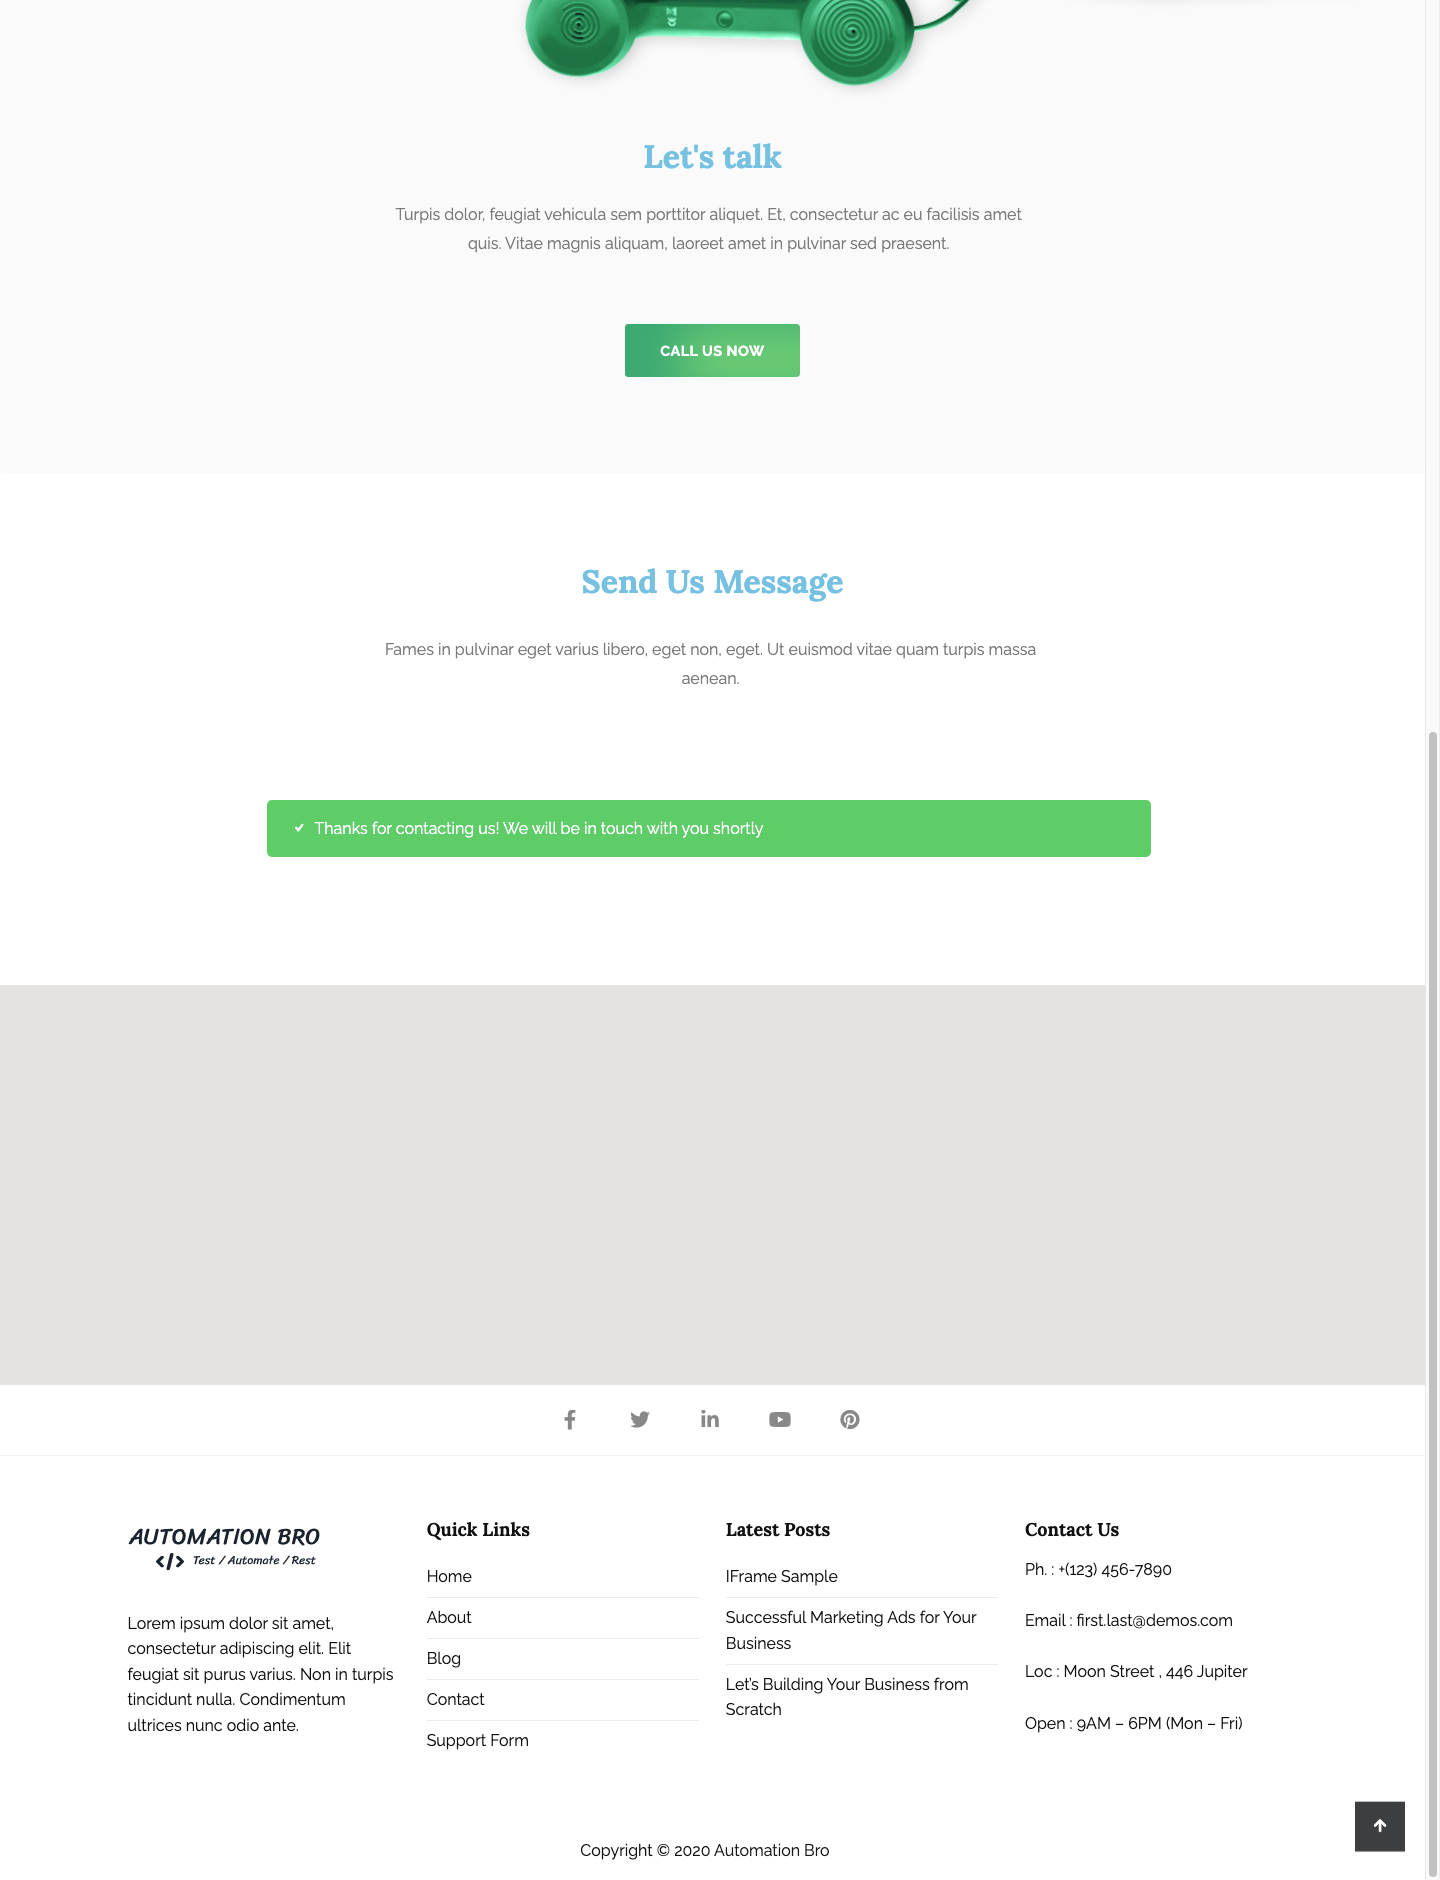 Let's talk
Turpis dolor, feugiat vehicula sem porttitor aliquet. Et, consectetur ac eu facilisis amet
quis. Vitae magnis aliquam, laoreet amet in pulvinar sed praesent.
CALL US NOW
Send Us Message
Fames in pulvinar eget varius libero, eget non, eget. Ut euismod vitae quam turpis massa
aenean.
Thanks for contacting us! We will be in touch with you shortly
AUTOMATION BRO
</> Test / Automate / Rest
Lorem ipsum dolor sit amet,
consectetur adipiscing elit. Elit
feugiat sit purus varius. Non in turpis
tincidunt nulla. Condimentum
ultrices nunc odio ante.
Quick Links
Home
About
Blog
Contact
Support Form
Latest Posts
IFrame Sample
Successful Marketing Ads for Your
Business
Let’s Building Your Business from
Scratch
Contact Us
Ph. : +(123) 456-7890
Email : first.last@demos.com
Loc : Moon Street , 446 Jupiter
Open : 9AM – 6PM (Mon – Fri)
Copyright © 2020 Automation Bro